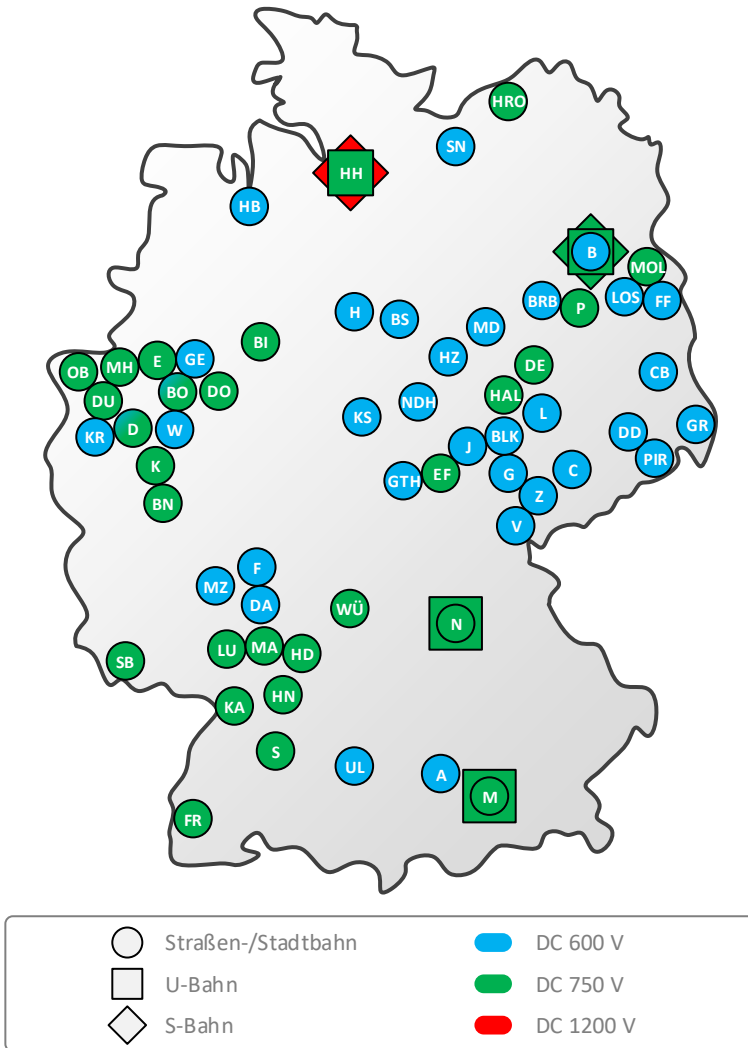 HRO
SN
HH
HB
B
MOL
BRB
P
LOS
FF
H
BS
MD
BI
HZ
OB
MH
E
GE
DE
CB
DU
BO
DO
NDH
HAL
L
KS
KR
D
W
BLK
DD
GR
J
PIR
K
GTH
EF
G
C
BN
Z
V
F
MZ
DA
WÜ
N
LU
MA
HD
SB
KA
HN
S
UL
A
M
FR
Straßen-/Stadtbahn
DC 600 V
U-Bahn
DC 750 V
S-Bahn
DC 1200 V